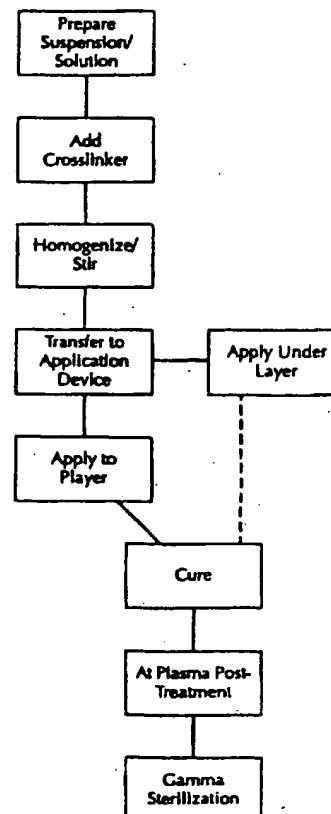 Prepare
Suspension/
Solution
Add
Crosslinker
Homogenize/
Stir
Transfer to
Application
Device
Apply Under
Layer
Apply to
Player
Cure
At Plasma Post-
Treatment
Gamma
Sterilization